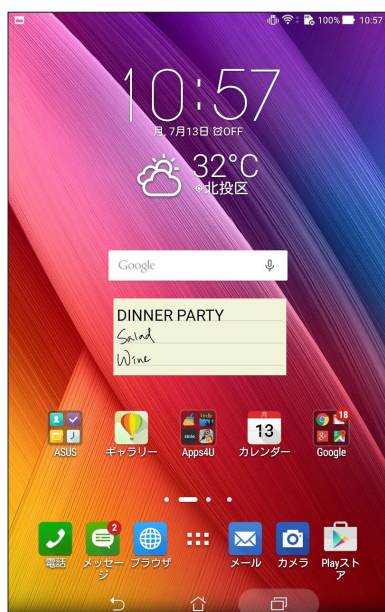 100% 10:57
10:57
月, 7月13日 OFF
32°C
北投区
Google
DINNER PARTY
Salad
Wine
18
13
ASUS
ギャラリー
Apps4U
カレンダー
Google
2
電話
メッセー
ジ
ブラウザ
メール
カメラ
Playスト
ア